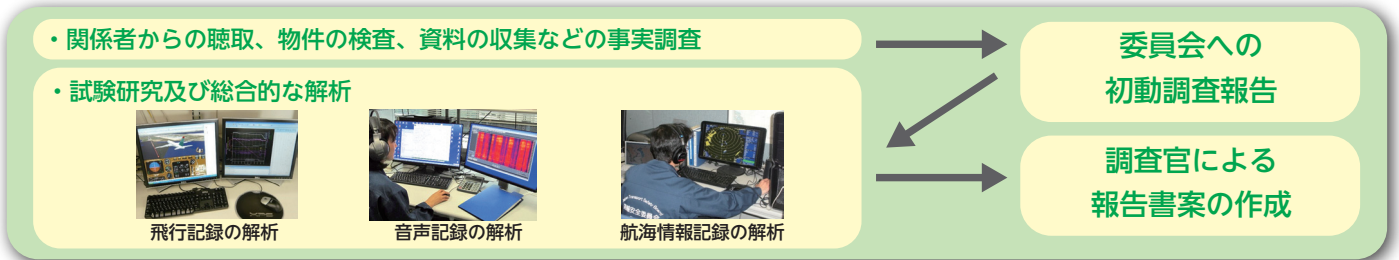 ・関係者からの聴取、物件の検査、資料の収集などの事実調査
委員会への
初動調査報告
・試験研究及び総合的な解析
飛行記録の解析
音声記録の解析
航海情報記録の解析
調査官による
報告書案の作成